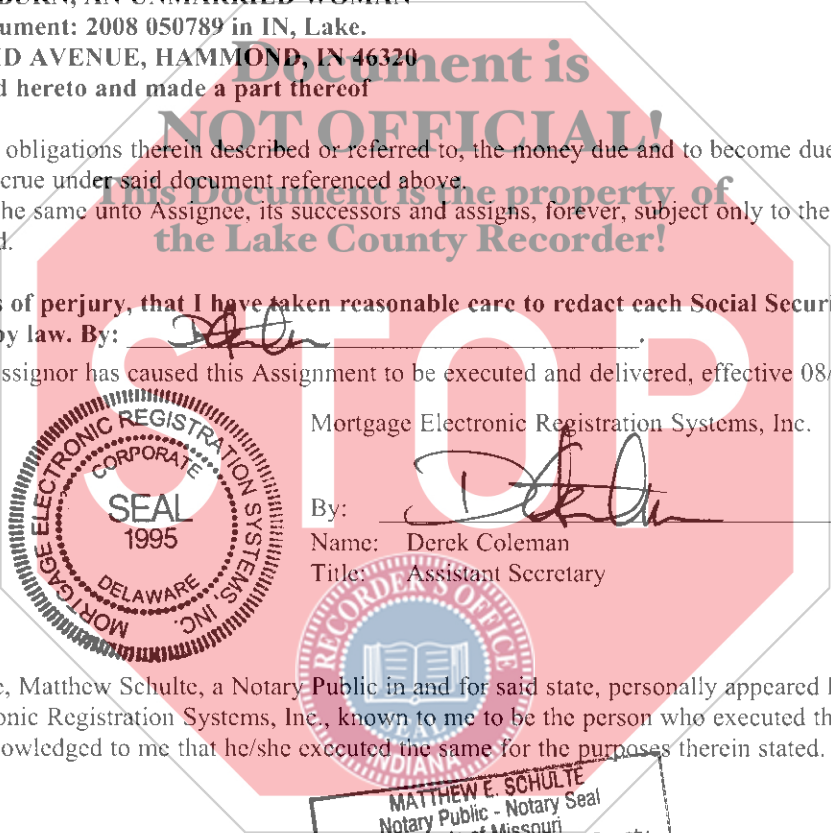 BURN, AN UNMARRIED WOMAN
ument: 2008 050789 in IN, Lake.
ID AVENUE, HAMMOND, IN 46320
d hereto and made a part thereof
Document is
NOT OFFICIAL!
This Document is the property of
the Lake County Recorder!
obligations therein described or referred to, the money due and to become due
crue under said document referenced above.
he same unto Assignee, its successors and assigns, forever, subject only to the
d.
s of perjury, that I have taken reasonable care to redact each Social Securi
by law. By:
STOP
ssignor has caused this Assignment to be executed and delivered, effective 08/
Mortgage Electronic Registration Systems, Inc.
By:
Name: Derek Coleman
Title: Assistant Secretary
MORTGAGE ELECTRONIC REGISTRATION SYSTEMS, INC.
CORPORATE
SEAL
1995
DELAWARE
RECORDER'S OFFICE
SEAL
INDIANA
e, Matthew Schulte, a Notary Public in and for said state, personally appeared
onic Registration Systems, Inc., known to me to be the person who executed th
owledged to me that he/she executed the same for the purposes therein stated.
MATTHEW E. SCHULTE
Notary Public - Notary Seal
of Missouri